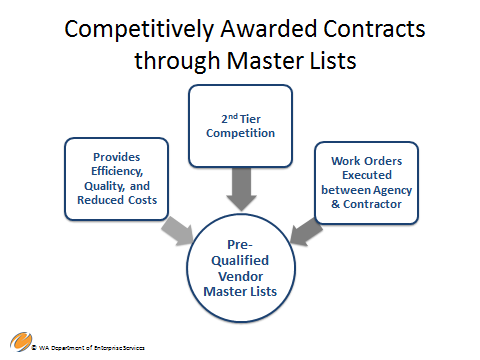 Competitively Awarded Contracts
through Master Lists
2nd Tier
Competition
Provides
Efficiency,
Quality, and
Reduced Costs
Work Orders
Executed
between Agency
& Contractor
Pre-
Qualified
Vendor
Master Lists
© WA Department of Enterprise Services